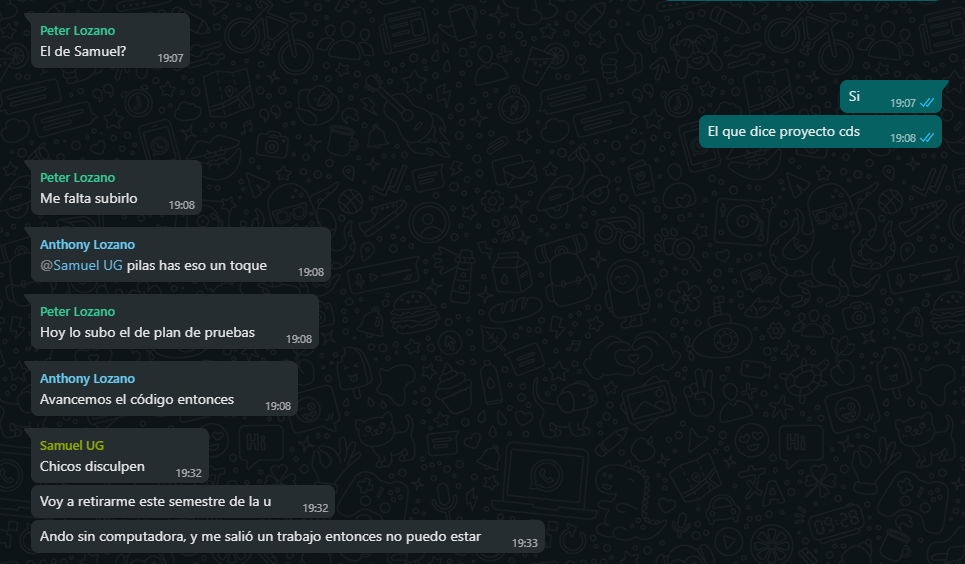 Peter Lozano
El de Samuel?
19:07
Si
19:07
El que dice proyecto cds
19:08
Peter Lozano
Me falta subirlo
19:08
Anthony Lozano
@Samuel UG pilas has eso un toque
19:08
Peter Lozano
Hoy lo subo el de plan de pruebas
19:08
Anthony Lozano
Avancemos el código entonces
19:08
Samuel UG
Chicos disculpen
19:32
Voy a retirarme este semestre de la u
19:32
Ando sin computadora, y me salió un trabajo entonces no puedo estar
19:33